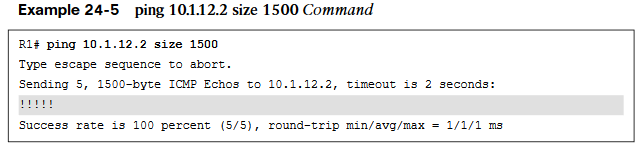 Example 24-5 ping 10.1.12.2 size 1500 Command
R1# ping 10.1.12.2 size 1500
Type escape sequence to abort.
Sending 5, 1500-byte ICMP Echos to 10.1.12.2, timeout is 2 seconds:
!!!!!
Success rate is 100 percent (5/5), round-trip min/avg/max = 1/1/1 ms